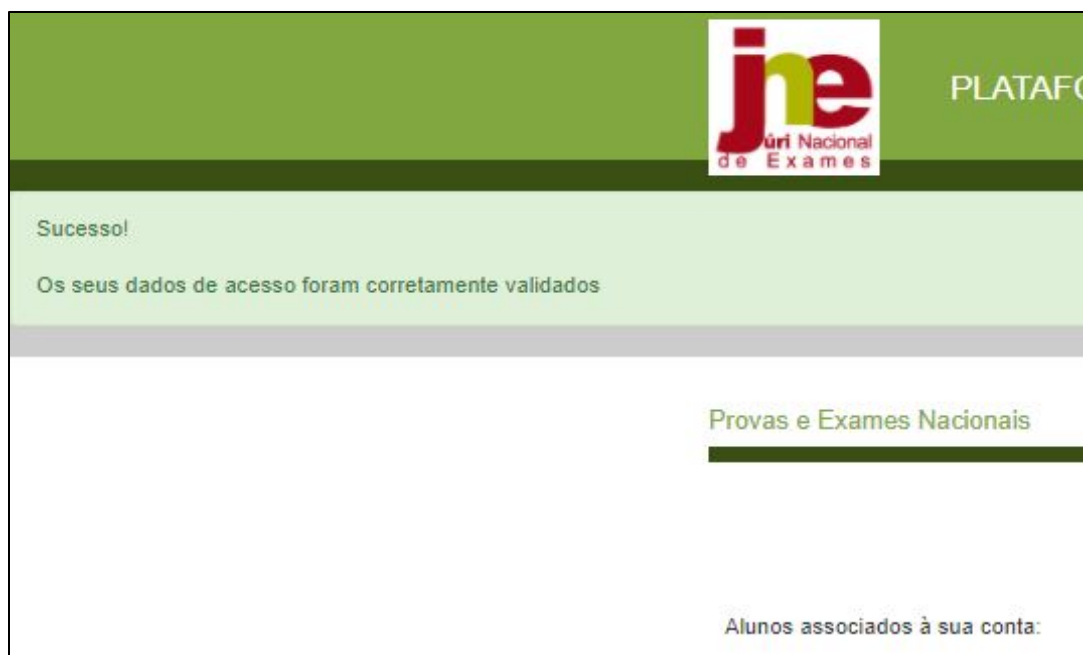 jne
úri Nacional
de Exames
Sucesso!
Os seus dados de acesso foram corretamente validados
Provas e Exames Nacionais
Alunos associados à sua conta: